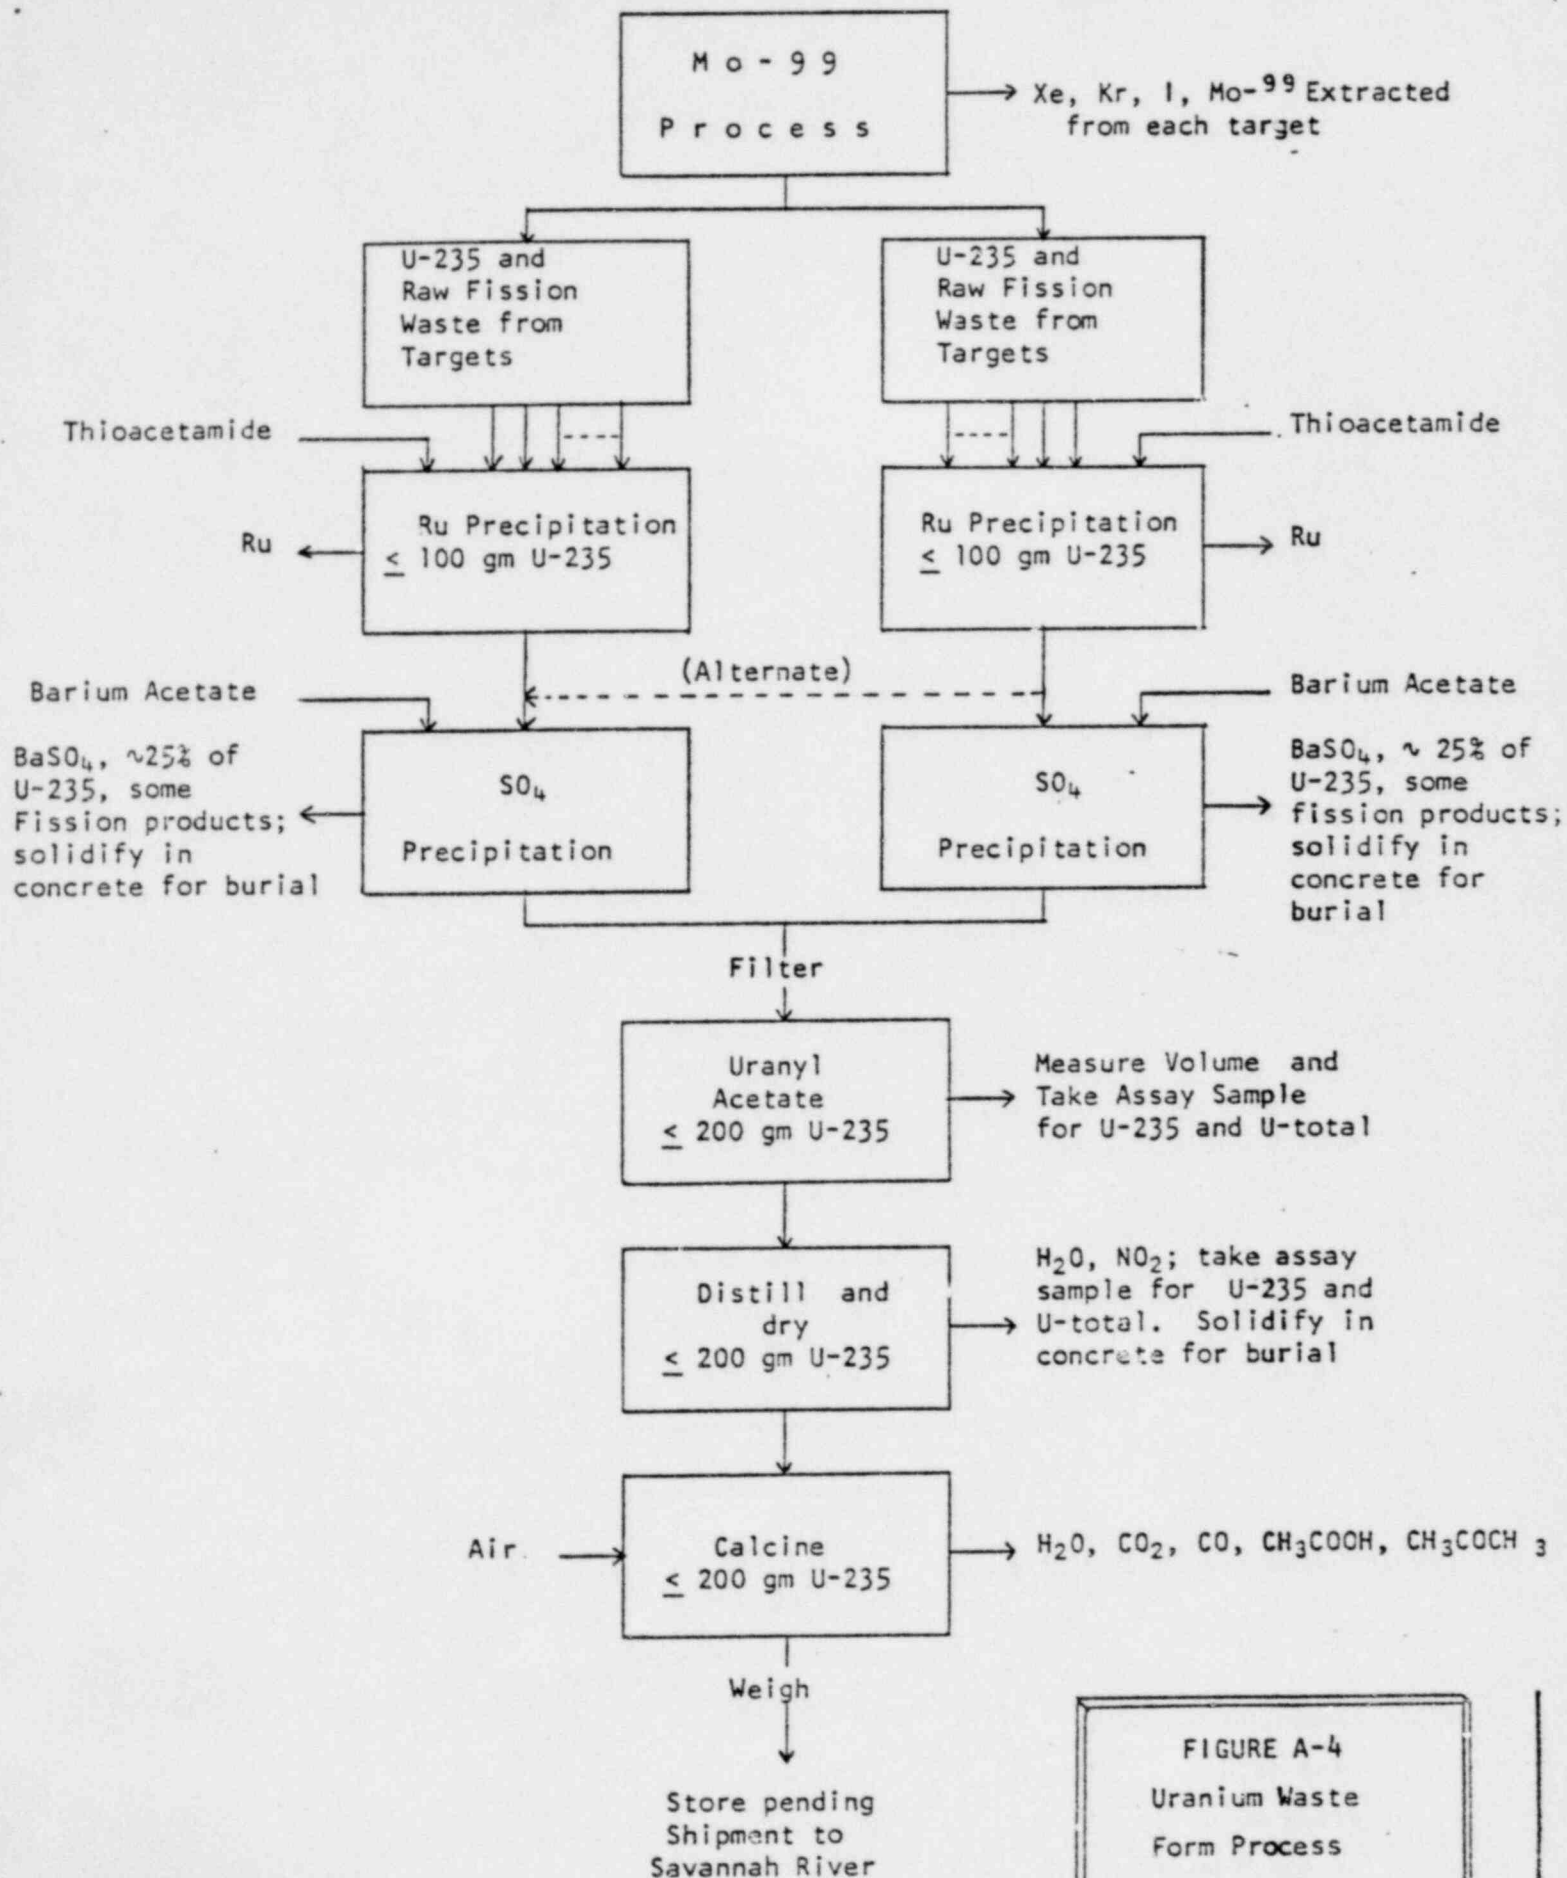 Mo-99
Process
Xe, Kr, I, Mo-99 Extracted
from each target
U-235 and
Raw Fission
Waste from
Targets
U-235 and
Raw Fission
Waste from
Targets
Thioacetamide
Thioacetamide
Ru Precipitation
≤ 100 gm U-235
Ru
Ru Precipitation
≤ 100 gm U-235
Ru
(Alternate)
Barium Acetate
Barium Acetate
BaSO4, ~25% of
U-235, some
Fission products;
solidify in
concrete for burial
SO4
Precipitation
SO4
Precipitation
BaSO4, ~ 25% of
U-235, some
fission products;
solidify in
concrete for
burial
Filter
Uranyl
Acetate
≤ 200 gm U-235
Measure Volume and
Take Assay Sample
for U-235 and U-total
Distill and
dry
≤ 200 gm U-235
H2O, NO2; take assay
sample for U-235 and
U-total. Solidify in
concrete for burial
Air
Calcine
≤ 200 gm U-235
H2O, CO2, CO, CH3COOH, CH3COCH 3
Weigh
Store pending
Shipment to
Savannah River
FIGURE A-4
Uranium Waste
Form Process